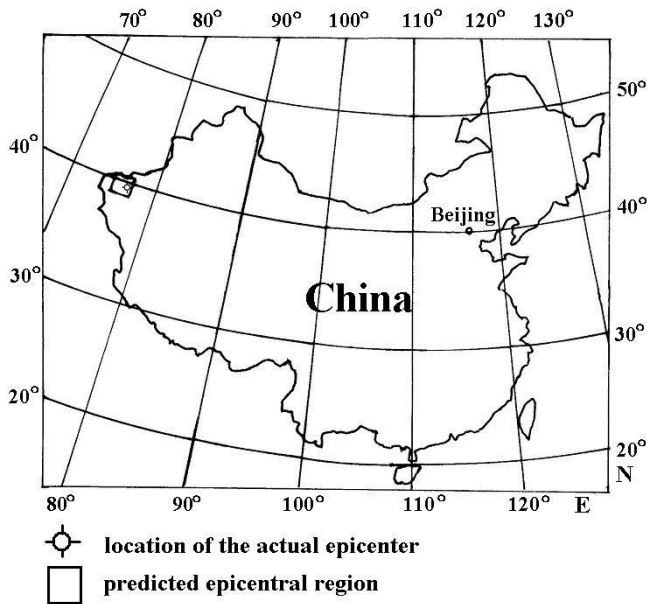 70° 80° 90° 100° 110° 120° 130°
50°
40°
Beijing
40°
China
30°
30°
20°
20°
N
80° 90° 100° 110° 120° E
location of the actual epicenter
predicted epicentral region